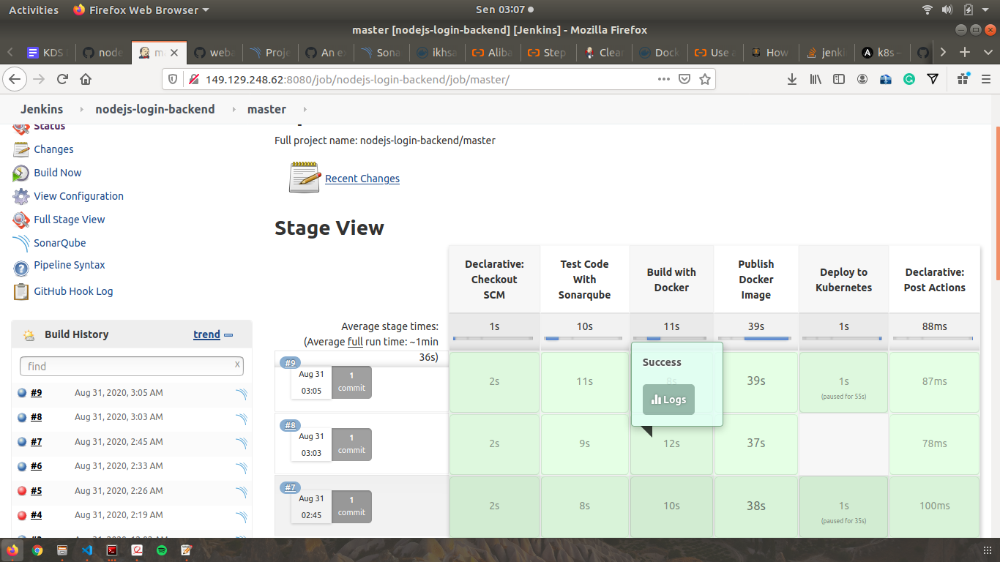 Activities
Firefox Web Browser
Sen 03:07
master [nodejs-login-backend] [Jenkins] - Mozilla Firefox
KDS
node
ma
weba
Proje
An ex
Sona
ikhsa
Aliba
Step
Clean
Dock
Use a
How
jenki
k8s –
149.129.248.62:8080/job/nodejs-login-backend/job/master/
Jenkins
nodejs-login-backend
master
Status
Changes
Build Now
View Configuration
Full Stage View
SonarQube
Pipeline Syntax
GitHub Hook Log
Build History
trend
find
x
#9 Aug 31, 2020, 3:05 AM
#8 Aug 31, 2020, 3:03 AM
#7 Aug 31, 2020, 2:45 AM
#6 Aug 31, 2020, 2:33 AM
#5 Aug 31, 2020, 2:26 AM
#4 Aug 31, 2020, 2:19 AM
Full project name: nodejs-login-backend/master
Recent Changes
Stage View
Declarative:
Checkout
SCM
Test Code
With
Sonarqube
Build with
Docker
Publish
Docker
Image
Deploy to
Kubernetes
Declarative:
Post Actions
Average stage times:
(Average full run time: ~1min
36s)
1s
10s
11s
39s
1s
88ms
#9
Aug 31
03:05
1
commit
2s
11s
8s
39s
1s
(paused for 55s)
87ms
Success
Logs
#8
Aug 31
03:03
1
commit
2s
9s
12s
37s
78ms
#7
Aug 31
02:45
1
commit
2s
8s
10s
38s
1s
(paused for 35s)
100ms